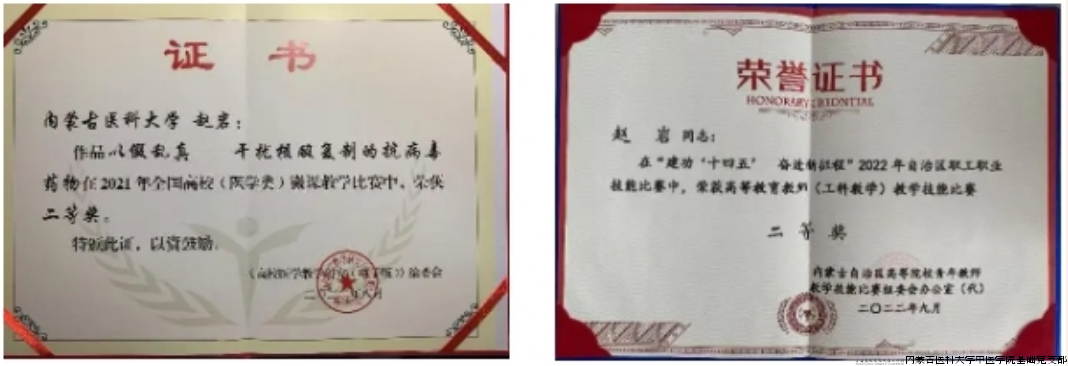 证书
内蒙古医科大学 赵岩：
作品以假乱真 干扰核酸复制的抗病毒
药物在2021年全国高校（医学类）微课教学比赛中，荣获
二等奖。
特颁此证，以资鼓励。
编委会
荣誉证书
HONORARY CREDENTIAL
赵 岩 同志：
在“建功‘十四五’ 奋进新征程”2022年自治区职工职业
技能比赛中，荣获高等教育教师（工科教学）教学技能比赛
二 等 奖
内蒙古自治区高等院校青年教师
教学技能比赛组委会办公室（代）
二〇二二年九月
内蒙古医科大学中医学院基础党支部